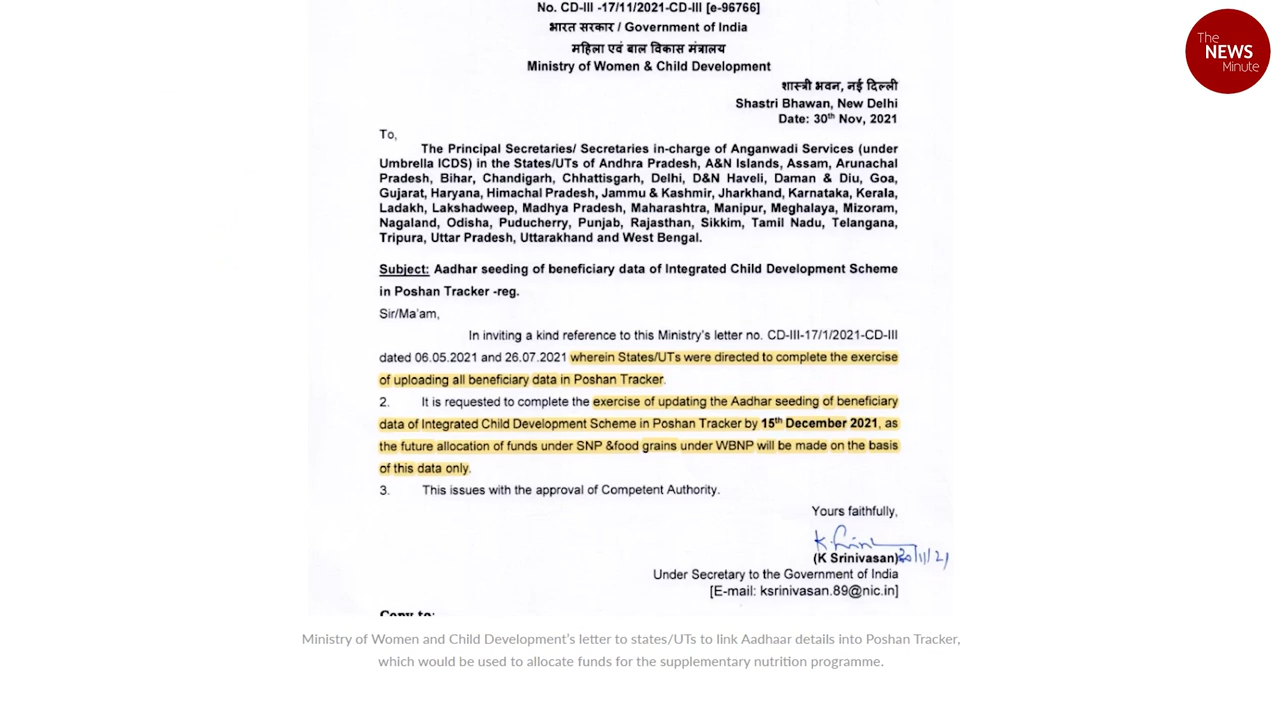 The
NEWS
Minute
No. CD-III -17/11/2021-CD-III [e-96766]
भारत सरकार / Government of India
महिला एवं बाल विकास मंत्रालय
Ministry of Women & Child Development
शास्त्री भवन, नई दिल्ली
Shastri Bhawan, New Delhi
Date: 30th Nov, 2021
To,
The Principal Secretaries/ Secretaries in-charge of Anganwadi Services (under
Umbrella ICDS) in the States/UTs of Andhra Pradesh, A&N Islands, Assam, Arunachal
Pradesh, Bihar, Chandigarh, Chhattisgarh, Delhi, D&N Haveli, Daman & Diu, Goa,
Gujarat, Haryana, Himachal Pradesh, Jammu & Kashmir, Jharkhand, Karnataka, Kerala,
Ladakh, Lakshadweep, Madhya Pradesh, Maharashtra, Manipur, Meghalaya, Mizoram,
Nagaland, Odisha, Puducherry, Punjab, Rajasthan, Sikkim, Tamil Nadu, Telangana,
Tripura, Uttar Pradesh, Uttarakhand and West Bengal.
Subject: Aadhar seeding of beneficiary data of Integrated Child Development Scheme
in Poshan Tracker -reg.
Sir/Ma'am,
In inviting a kind reference to this Ministry's letter no. CD-III-17/1/2021-CD-III
dated 06.05.2021 and 26.07.2021 wherein States/UTs were directed to complete the exercise
of uploading all beneficiary data in Poshan Tracker.
2. It is requested to complete the exercise of updating the Aadhar seeding of beneficiary
data of Integrated Child Development Scheme in Poshan Tracker by 15th December 2021, as
the future allocation of funds under SNP &food grains under WBNP will be made on the basis
of this data only.
3. This issues with the approval of Competent Authority.
Yours faithfully,
(K Srinivasan)
Under Secretary to the Government of India
[E-mail: ksrinivasan.89@nic.in]
Copy to:
Ministry of Women and Child Development's letter to states/UTs to link Aadhaar details into Poshan Tracker,
which would be used to allocate funds for the supplementary nutrition programme.